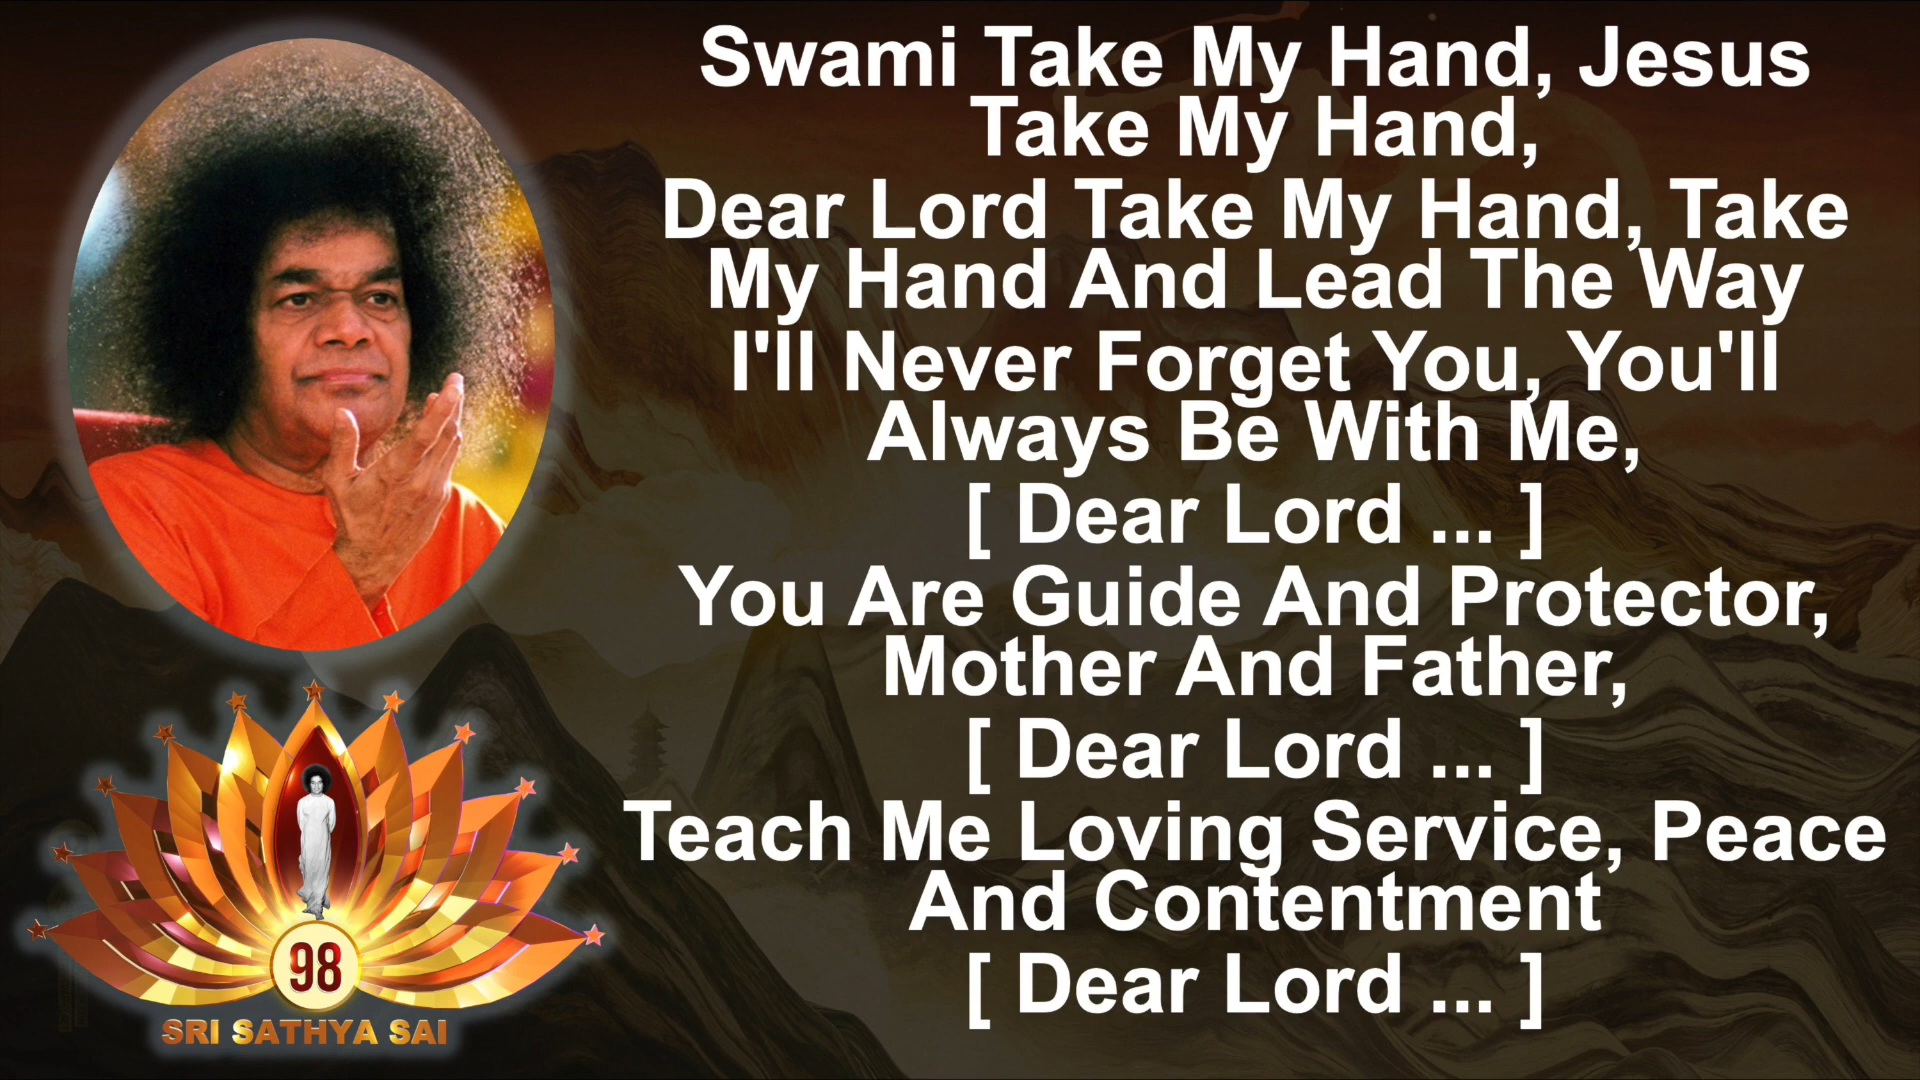 Swami Take My Hand, Jesus
Take My Hand,
Dear Lord Take My Hand, Take
My Hand And Lead The Way
I'll Never Forget You, You'll
Always Be With Me,
[ Dear Lord ... ]
You Are Guide And Protector,
Mother And Father,
[ Dear Lord ... ]
Teach Me Loving Service, Peace
And Contentment
[ Dear Lord ... ]
98
SRI SATHYA SAI